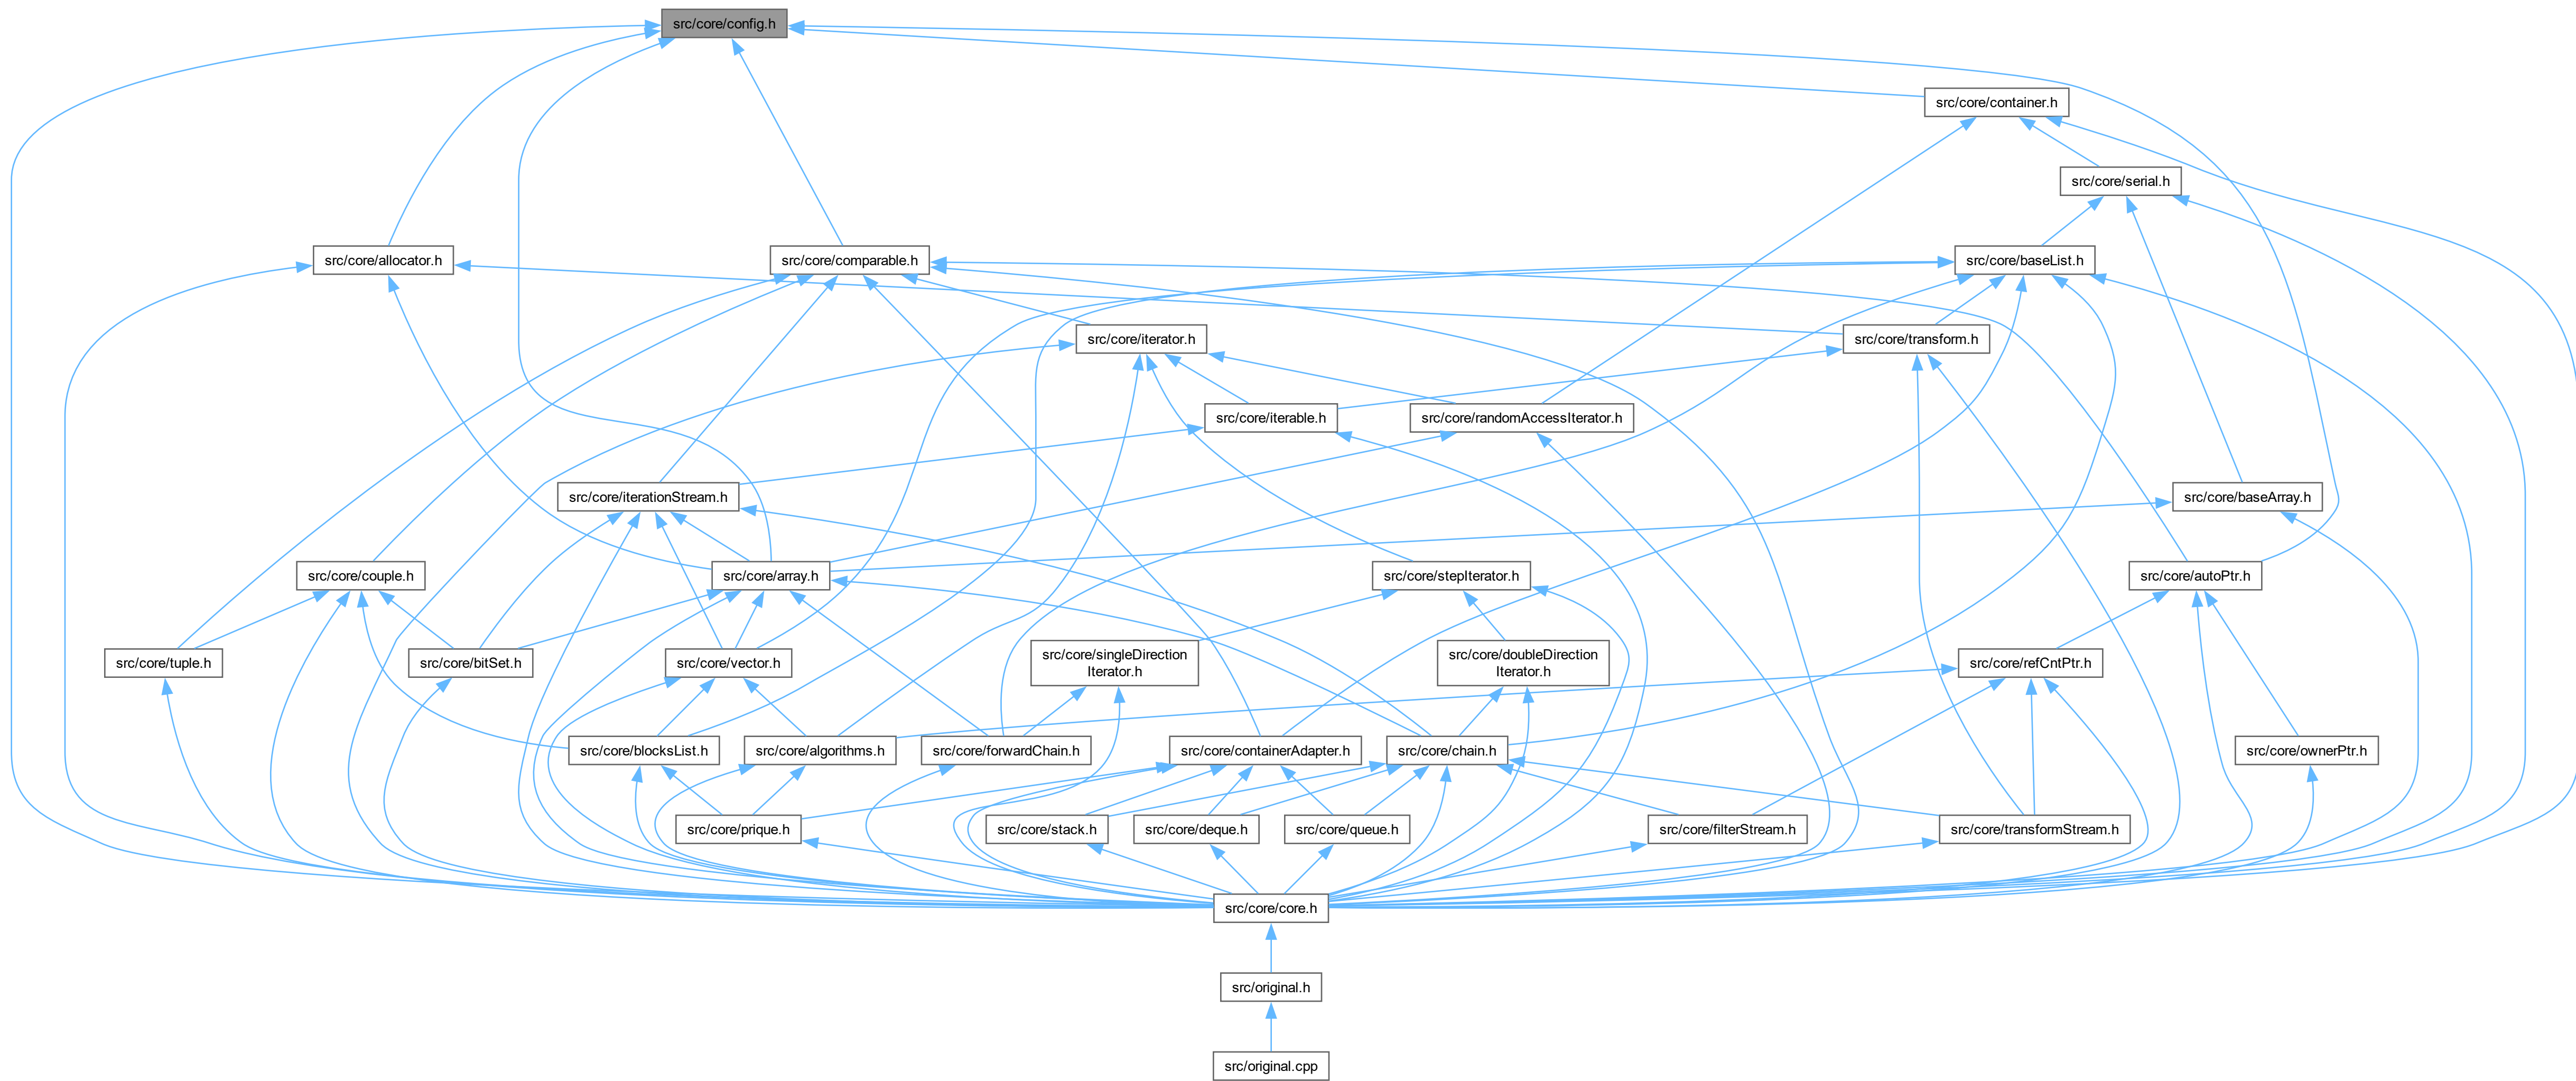 src/core/config.h
src/core/container.h
src/core/serial.h
src/core/allocator.h
src/core/comparable.h
src/core/baseList.h
src/core/iterator.h
src/core/transform.h
src/core/iterable.h
src/core/randomAccessIterator.h
src/core/iterationStream.h
src/core/baseArray.h
src/core/couple.h
src/core/array.h
src/core/stepIterator.h
src/core/autoPtr.h
src/core/tuple.h
src/core/bitSet.h
src/core/vector.h
src/core/singleDirection
Iterator.h
src/core/doubleDirection
Iterator.h
src/core/refCntPtr.h
src/core/blocksList.h
src/core/algorithms.h
src/core/forwardChain.h
src/core/containerAdapter.h
src/core/chain.h
src/core/ownerPtr.h
src/core/prique.h
src/core/stack.h
src/core/deque.h
src/core/queue.h
src/core/filterStream.h
src/core/transformStream.h
src/core/core.h
src/original.h
src/original.cpp